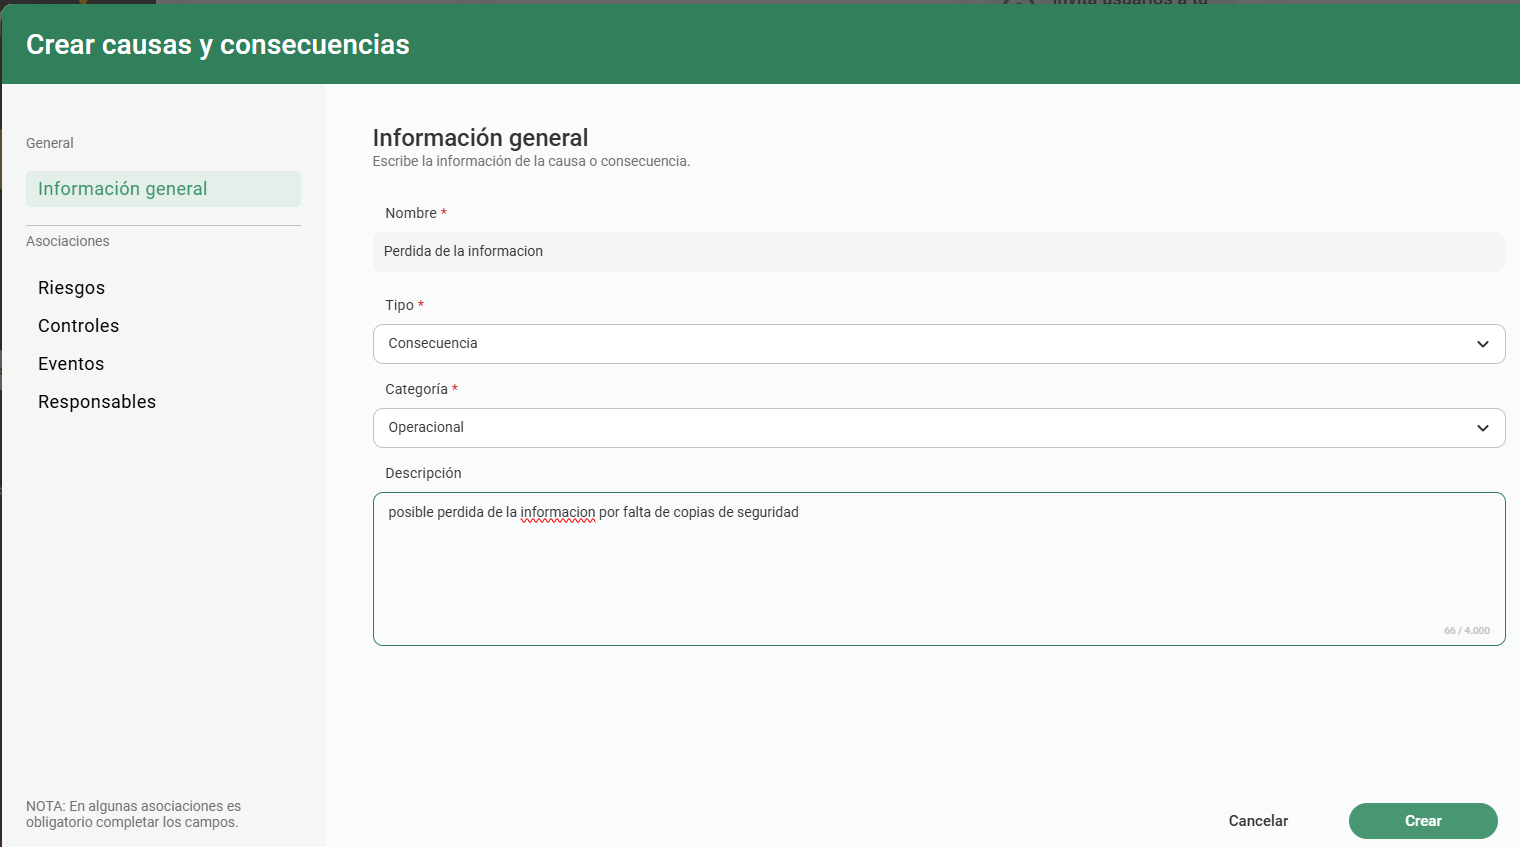 Crear causas y consecuencias
General
Información general
Asociaciones
Riesgos
Controles
Eventos
Responsables
NOTA: En algunas asociaciones es
obligatorio completar los campos.
Información general
Escribe la información de la causa o consecuencia.
Nombre *
Perdida de la informacion
Tipo *
Consecuencia
Categoría *
Operacional
Descripción
posible perdida de la informacion por falta de copias de seguridad
66 / 4.000
Cancelar
Crear